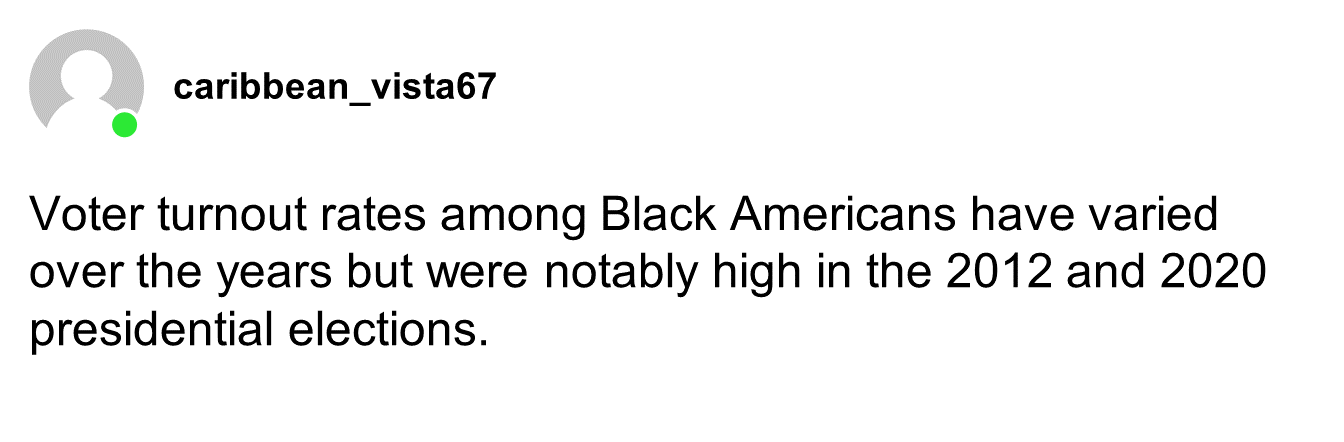 caribbean_vista67
Voter turnout rates among Black Americans have varied
over the years but were notably high in the 2012 and 2020
presidential elections.